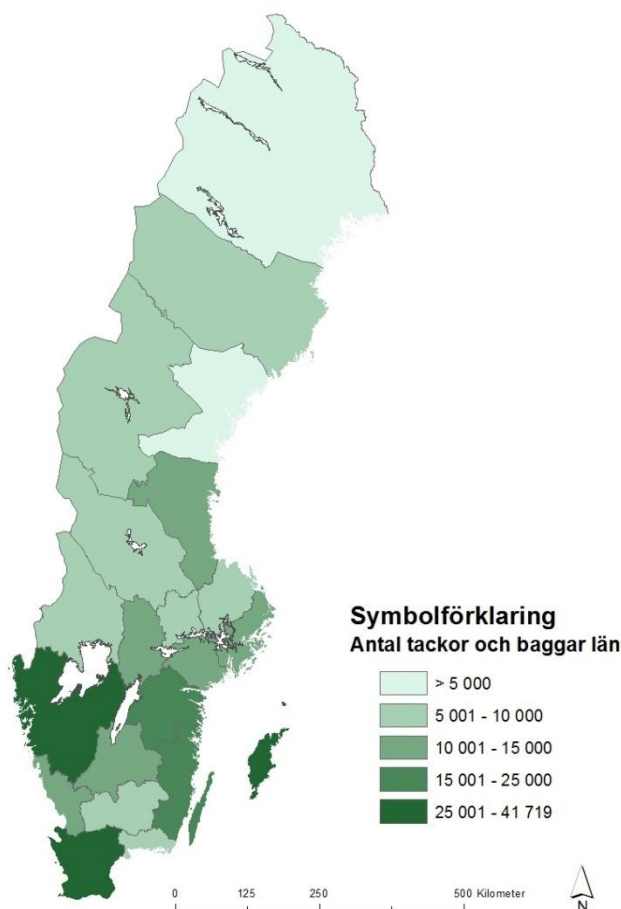 Symbolförklaring
Antal tackor och baggar län
> 5 000
5 001 - 10 000
10 001 - 15 000
15 001 - 25 000
25 001 - 41 719
0 125 250 500 Kilometer
N